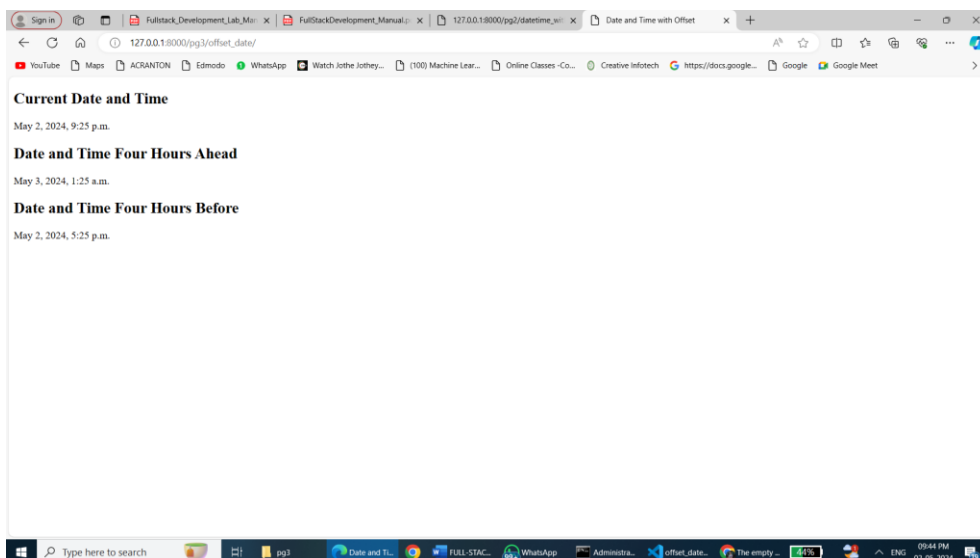 Sign in Fullstack_Development_Lab_Man FullStackDevelopment_Manual.p 127.0.0.1:8000/pg2/datetime_wit Date and Time with Offset
127.0.0.1:8000/pg3/offset_date/
YouTube Maps ACRANTON Edmodo WhatsApp Watch Jothe Jothey... (100) Machine Lear... Online Classes -Co... Creative Infotech https://docs.google... Google Google Meet
Current Date and Time
May 2, 2024, 9:25 p.m.
Date and Time Four Hours Ahead
May 3, 2024, 1:25 a.m.
Date and Time Four Hours Before
May 2, 2024, 5:25 p.m.
Type here to search pg3 Date and Ti... FULL-STAC... WhatsApp Administra... offset_date... The empty ... 44% ENG 09:44 PM